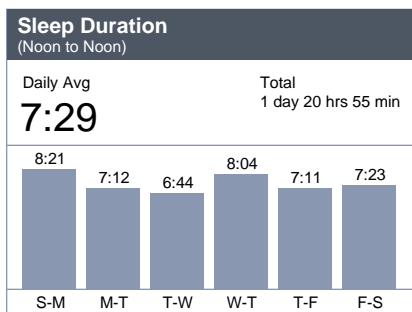 Sleep Duration
(Noon to Noon)
Daily Avg
7:29
Total
1 day 20 hrs 55 min
8:21
7:12
6:44
8:04
7:11
7:23
S-M M-T T-W W-T T-F F-S